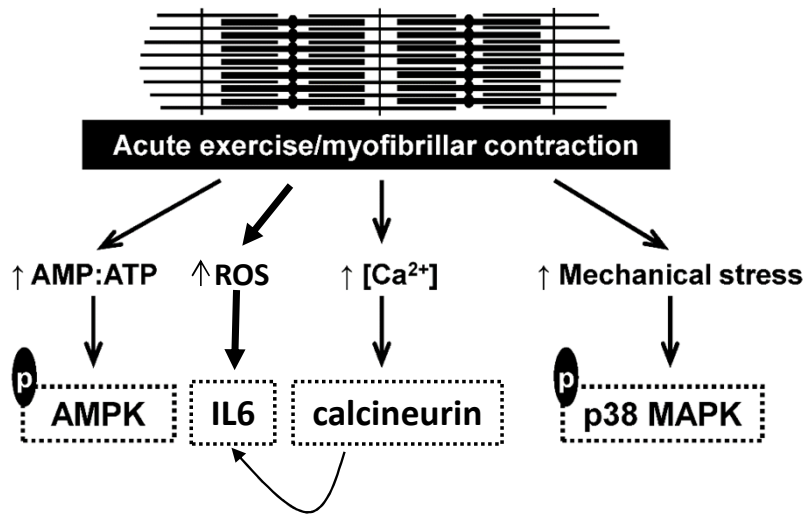 Acute exercise/myofibrillar contraction
↑ AMP:ATP
↑ ROS
↑ [Ca²⁺]
↑ Mechanical stress
p
AMPK
IL6
calcineurin
p
p38 MAPK